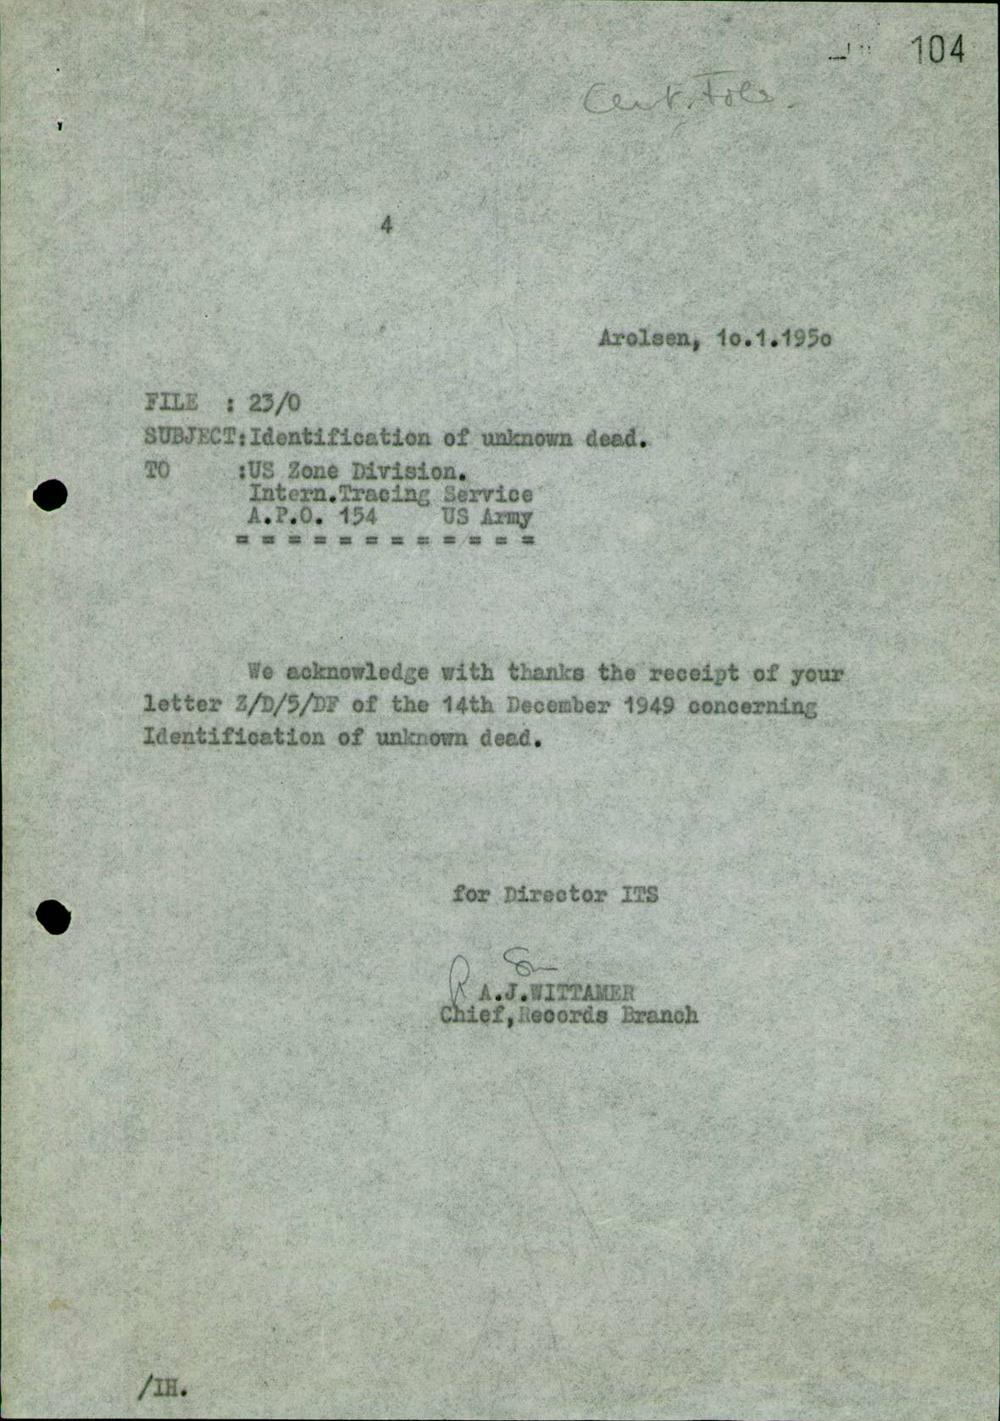 104
Cent. File.
4
Arolsen, 1o.1.195o
FILE : 23/0
SUBJECT:Identification of unknown dead.
TO :US Zone Division.
Intern.Tracing Service
A.P.O. 154 US Army
= = = = = = = = = = = =
We acknowledge with thanks the receipt of your
letter Z/D/5/DF of the 14th December 1949 concerning
Identification of unknown dead.
for Director ITS
A.J.WITTAMER
Chief,Records Branch
/IH.